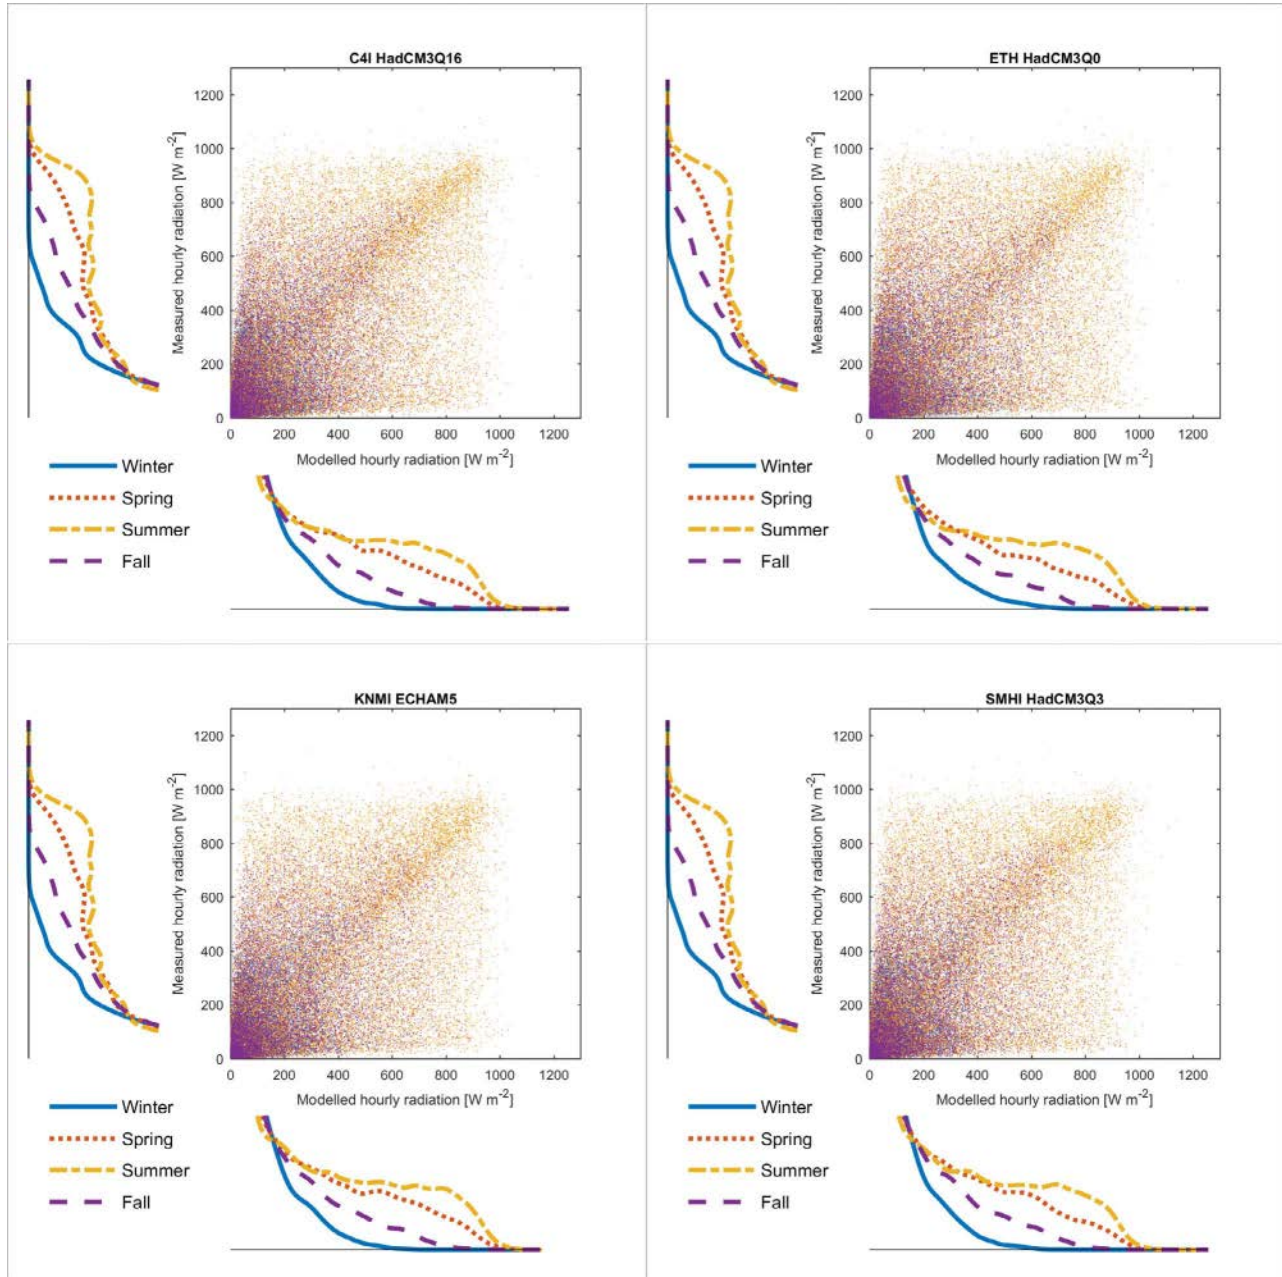 C4I HadCM3Q16
1200
1000
800
600
400
200
0
Measured hourly radiation [W m-2]
0 200 400 600 800 1000 1200
Modelled hourly radiation [W m-2]
Winter
Spring
Summer
Fall
ETH HadCM3Q0
1200
1000
800
600
400
200
0
Measured hourly radiation [W m-2]
0 200 400 600 800 1000 1200
Modelled hourly radiation [W m-2]
Winter
Spring
Summer
Fall
KNMI ECHAM5
1200
1000
800
600
400
200
0
Measured hourly radiation [W m-2]
0 200 400 600 800 1000 1200
Modelled hourly radiation [W m-2]
Winter
Spring
Summer
Fall
SMHI HadCM3Q3
1200
1000
800
600
400
200
0
Measured hourly radiation [W m-2]
0 200 400 600 800 1000 1200
Modelled hourly radiation [W m-2]
Winter
Spring
Summer
Fall